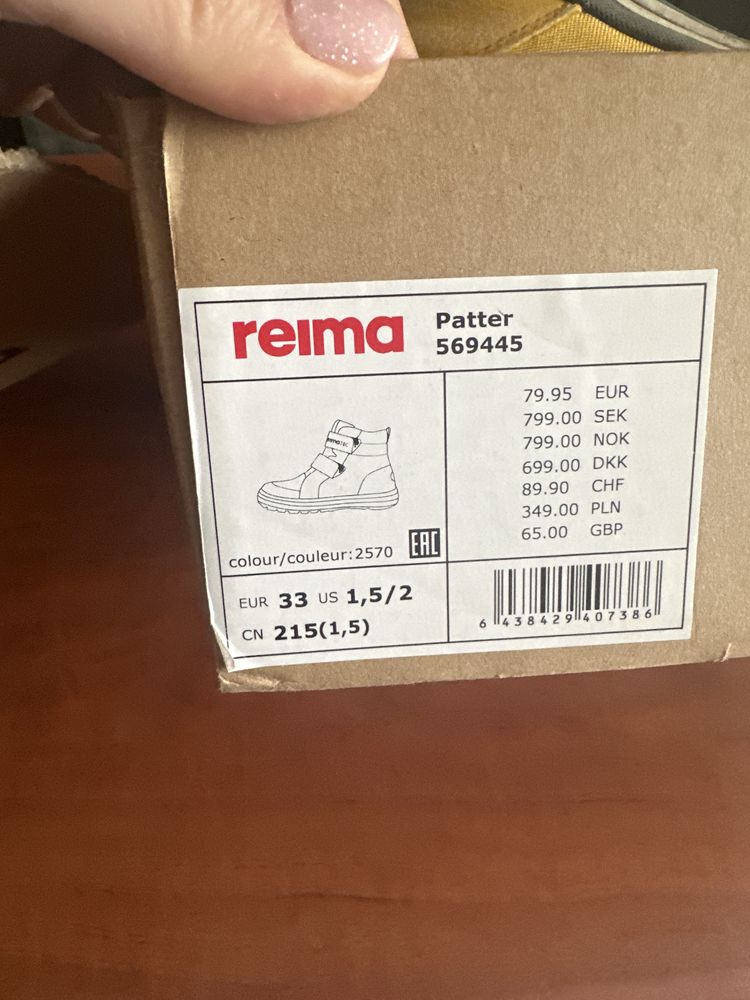 reima
Patter
569445
79.95 EUR
799.00 SEK
799.00 NOK
699.00 DKK
89.90 CHF
349.00 PLN
65.00 GBP
colour/couleur:2570
EAC
EUR 33 US 1,5/2
CN 215(1,5)
6 438429 407386